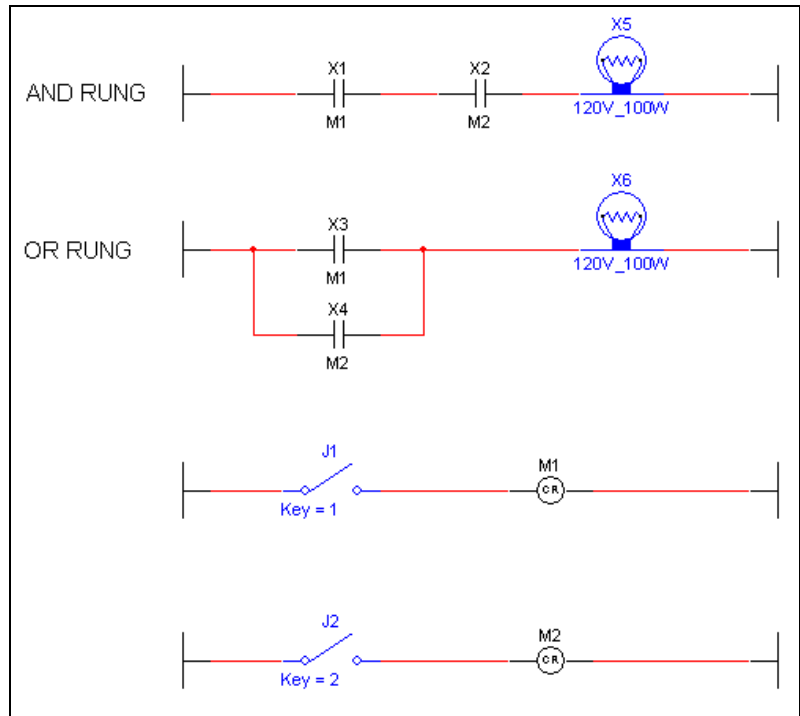 X5
X1
X2
AND RUNG
M1
M2
120V_100W
X6
X3
OR RUNG
M1
120V_100W
X4
M2
J1
M1
CR
Key = 1
J2
M2
CR
Key = 2